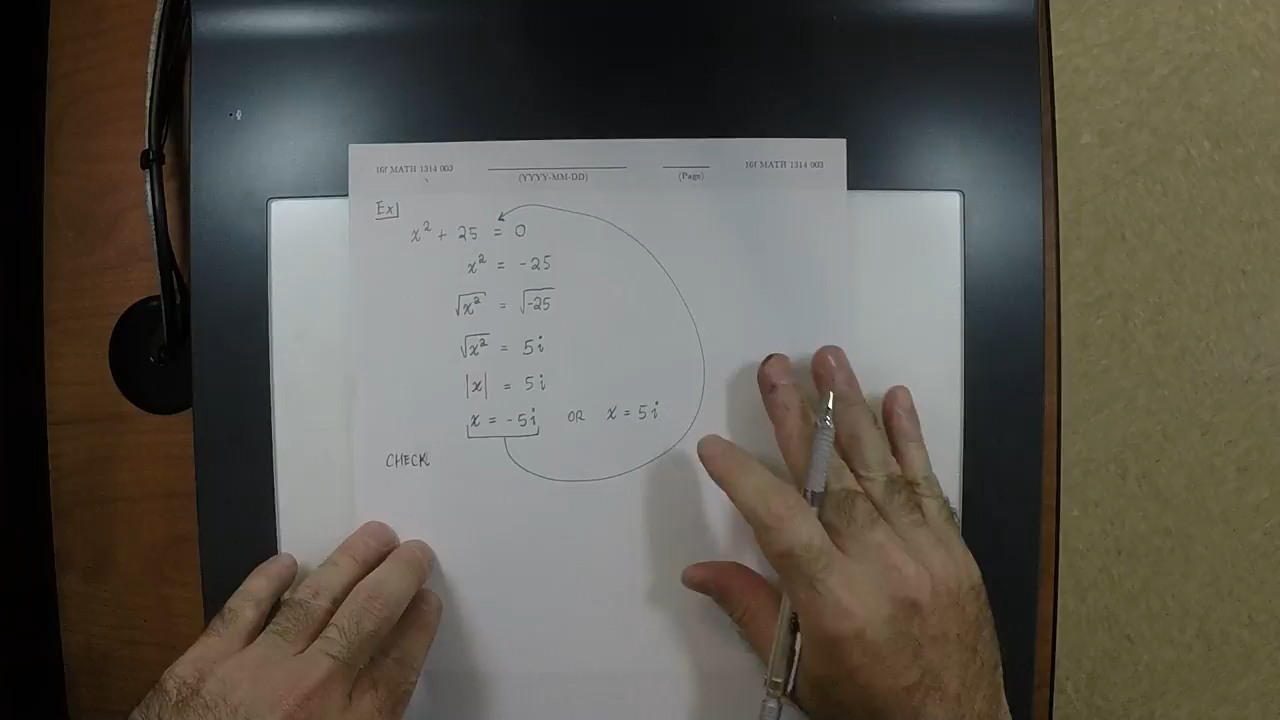 16f MATH 1314 003 (YYYY-MM-DD) (Page) 16f MATH 1314 003
Ex]
x² + 25 = 0
x² = -25
√x² = √-25
√x² = 5i
|x| = 5i
x = -5i OR x = 5i
CHECK